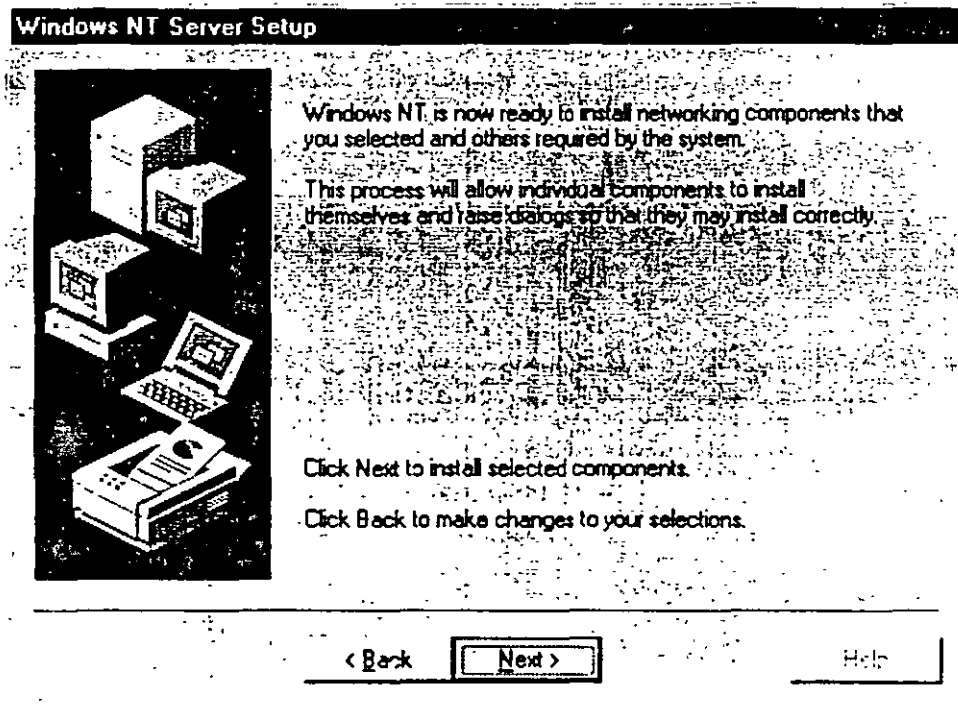 Windows NT Server Setup
Windows NT is now ready to install networking components that
you selected and others required by the system.
This process will allow individual components to install
themselves and raise dialogs so that they may install correctly.
Click Next to install selected components.
Click Back to make changes to your selections.
< Back
Next >
Help